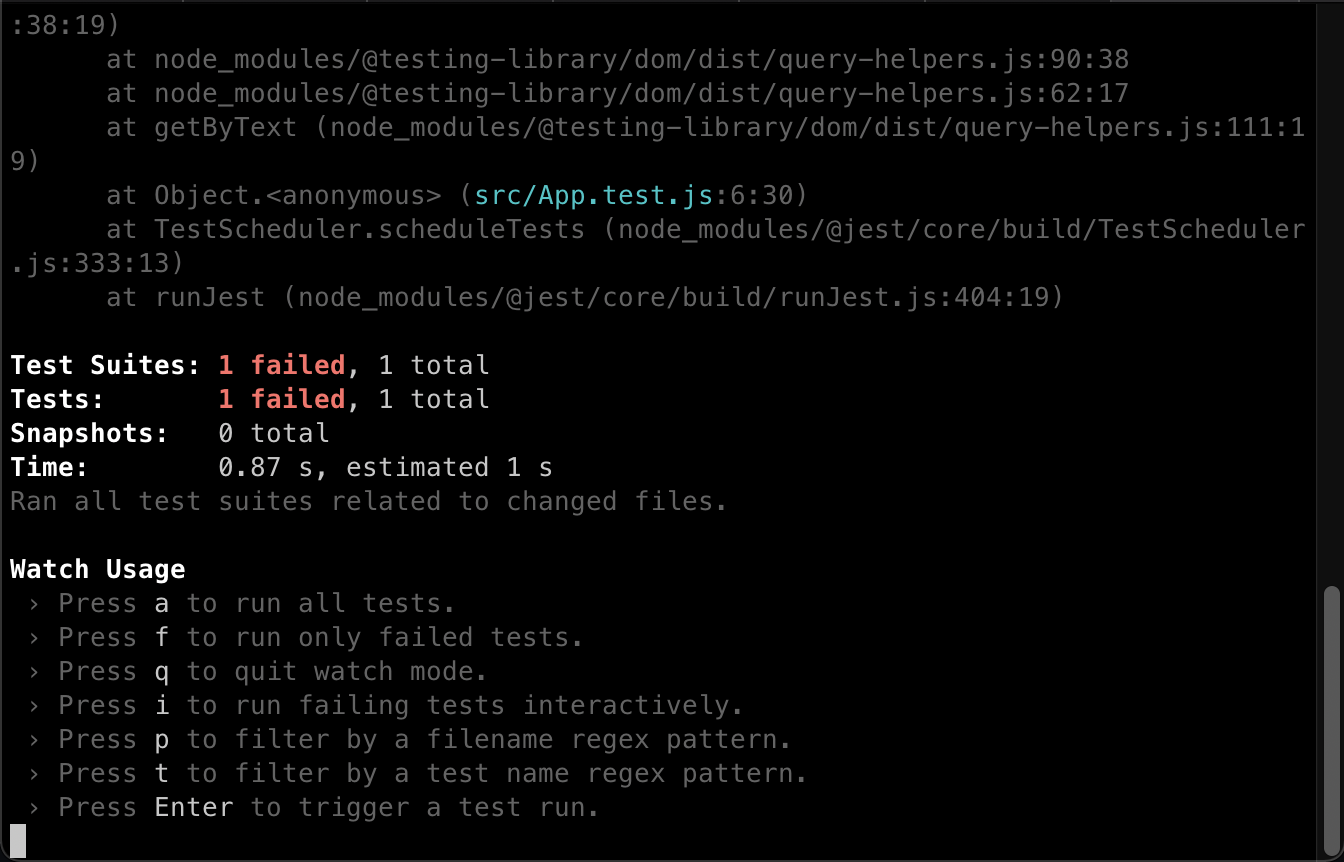 :38:19)
      at node_modules/@testing-library/dom/dist/query-helpers.js:90:38
      at node_modules/@testing-library/dom/dist/query-helpers.js:62:17
      at getByText (node_modules/@testing-library/dom/dist/query-helpers.js:111:1
9)
      at Object.<anonymous> (src/App.test.js:6:30)
      at TestScheduler.scheduleTests (node_modules/@jest/core/build/TestScheduler
.js:333:13)
      at runJest (node_modules/@jest/core/build/runJest.js:404:19)

Test Suites: 1 failed, 1 total
Tests:       1 failed, 1 total
Snapshots:   0 total
Time:        0.87 s, estimated 1 s
Ran all test suites related to changed files.

Watch Usage
 › Press a to run all tests.
 › Press f to run only failed tests.
 › Press q to quit watch mode.
 › Press i to run failing tests interactively.
 › Press p to filter by a filename regex pattern.
 › Press t to filter by a test name regex pattern.
 › Press Enter to trigger a test run.